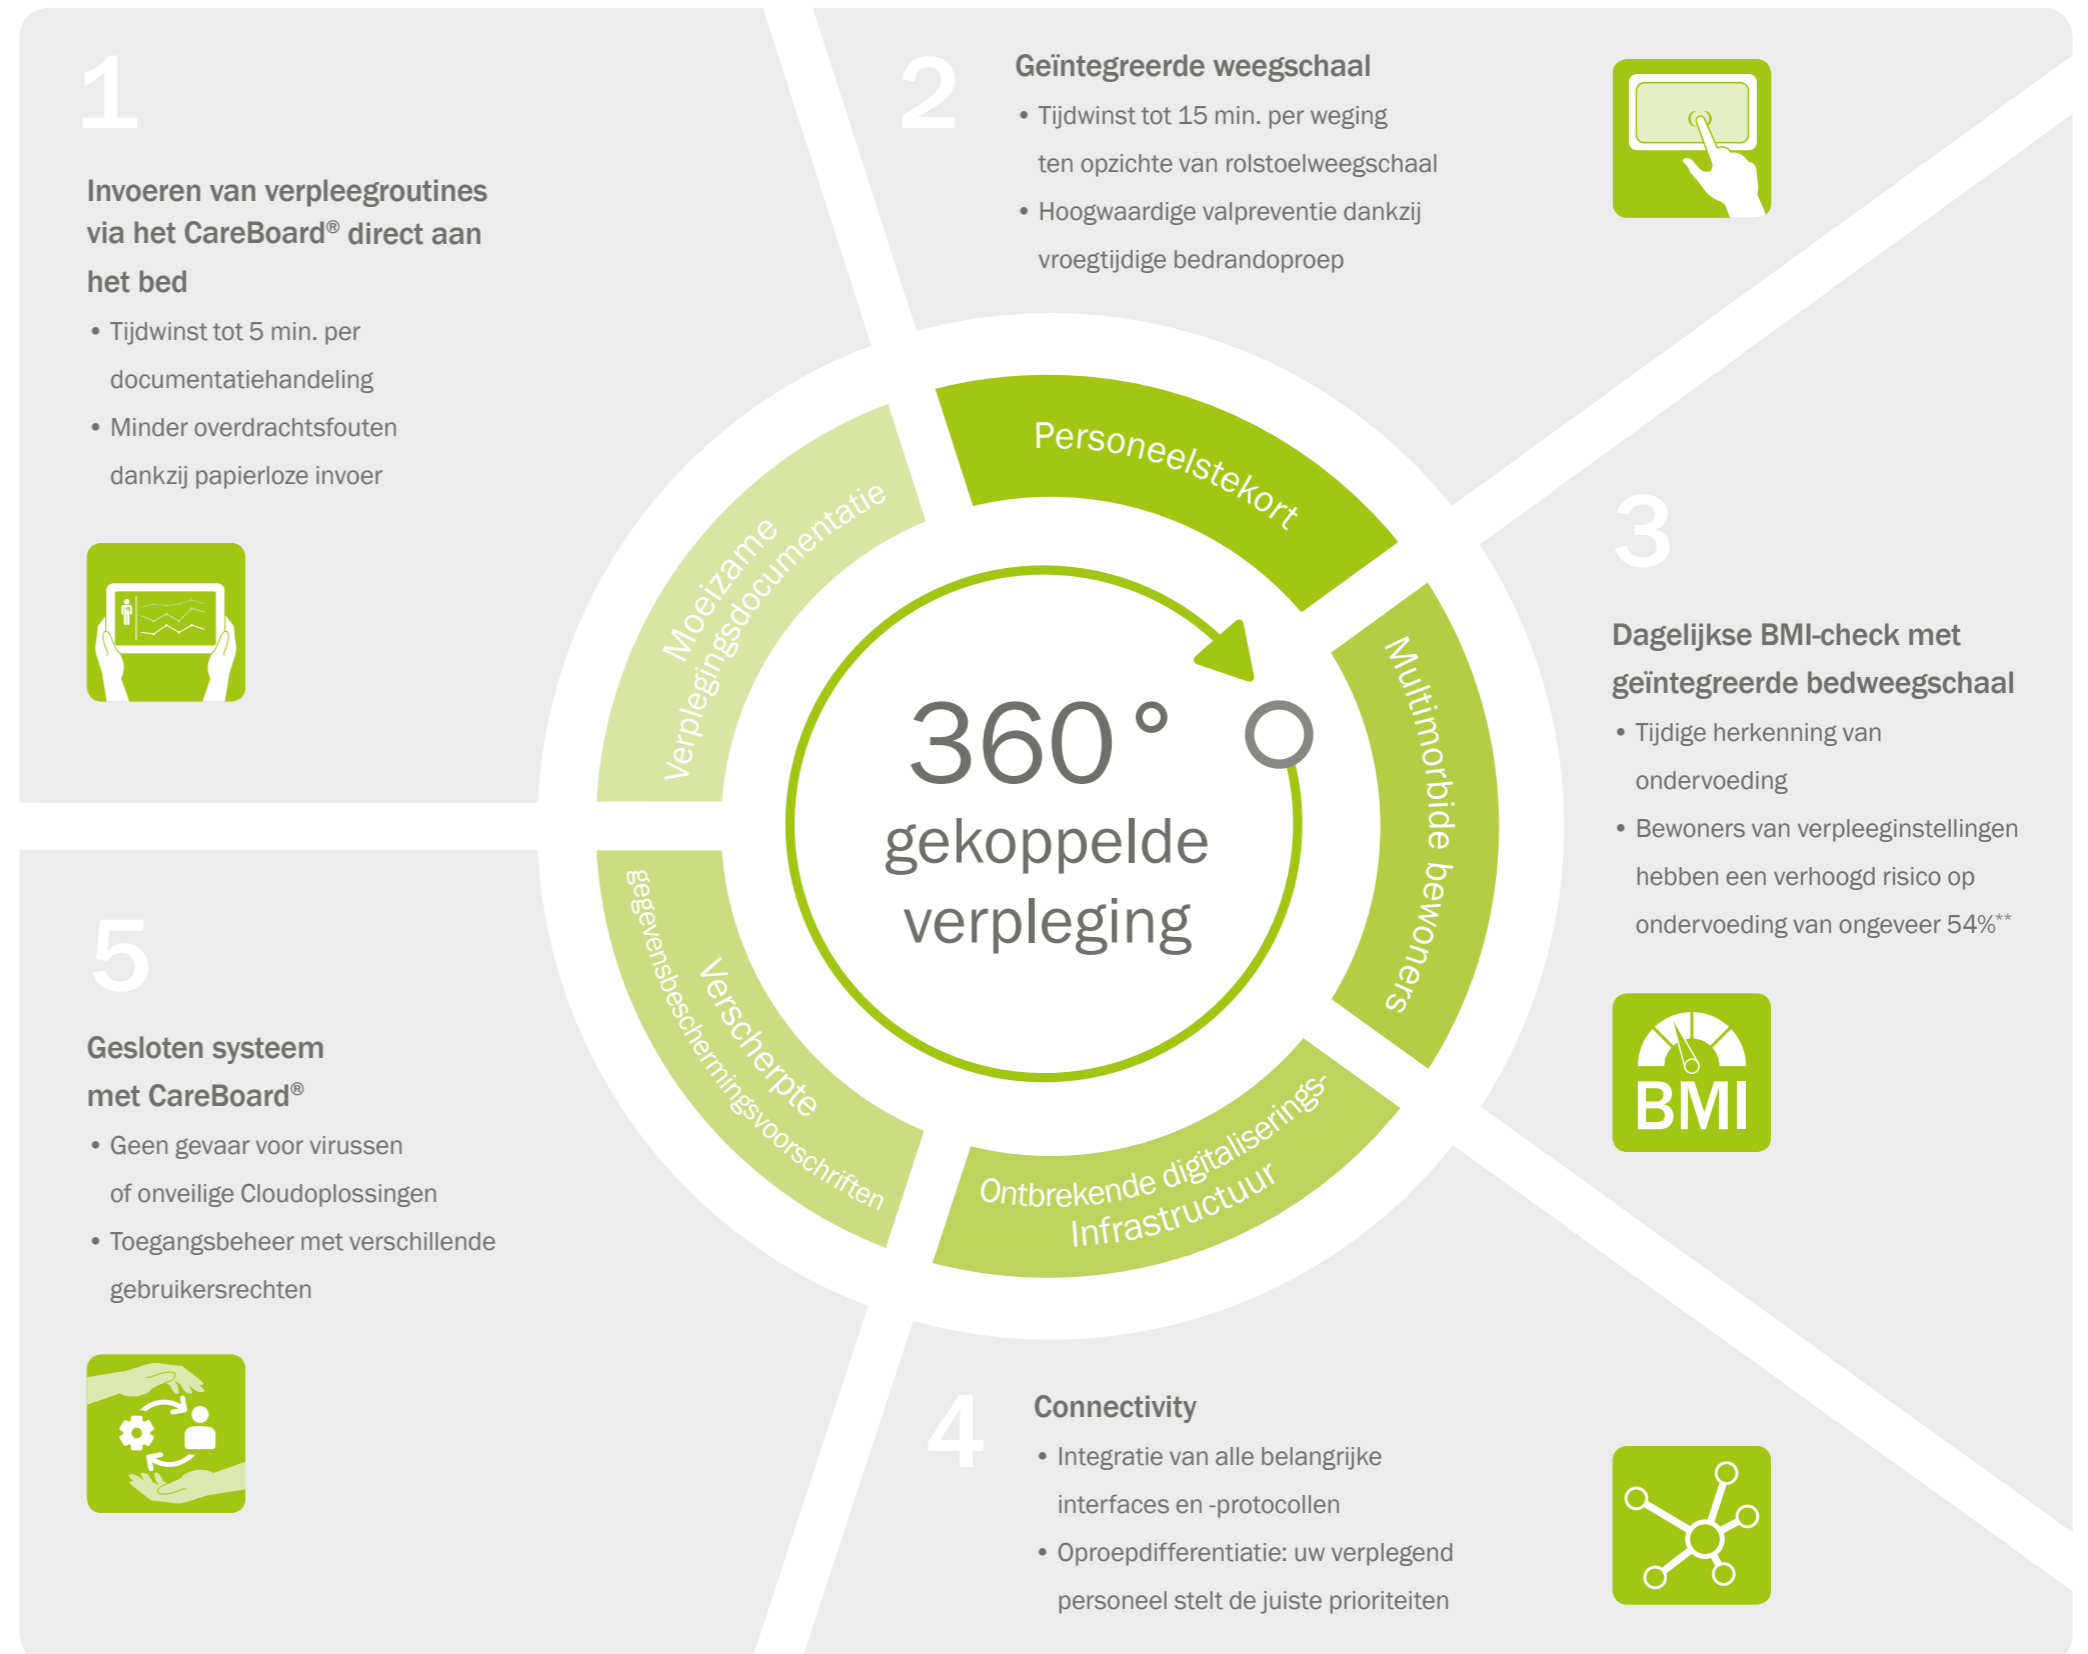 1
Invoeren van verpleegroutines
via het CareBoard® direct aan
het bed
• Tijdwinst tot 5 min. per
documentatiehandeling
• Minder overdrachtsfouten
dankzij papierloze invoer
2
Geïntegreerde weegschaal
• Tijdwinst tot 15 min. per weging
ten opzichte van rolstoelweegschaal
• Hoogwaardige valpreventie dankzij
vroegtijdige bedrandoproep
3
Dagelijkse BMI-check met
geïntegreerde bedweegschaal
• Tijdige herkenning van
ondervoeding
• Bewoners van verpleeginstellingen
hebben een verhoogd risico op
ondervoeding van ongeveer 54%**
BMI
4
Connectivity
• Integratie van alle belangrijke
interfaces en -protocollen
• Oproepdifferentiatie: uw verplegend
personeel stelt de juiste prioriteiten
5
Gesloten systeem
met CareBoard®
• Geen gevaar voor virussen
of onveilige Cloudoplossingen
• Toegangsbeheer met verschillende
gebruikersrechten
Moeizame
Verplegingsdocumentatie
Personeelstekort
Multimorbide bewoners
Ontbrekende digitaliserings-
Infrastructuur
Verscherpte
gegevensbeschermingsvoorschriften
360°
gekoppelde
verpleging